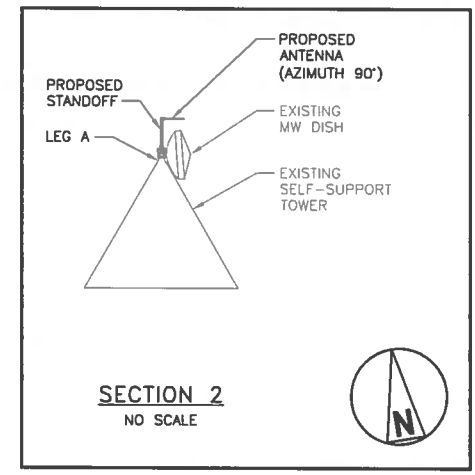 PROPOSED
ANTENNA
(AZIMUTH 90°)
PROPOSED
STANDOFF
EXISTING
MW DISH
LEG A
EXISTING
SELF-SUPPORT
TOWER
SECTION 2
NO SCALE
N